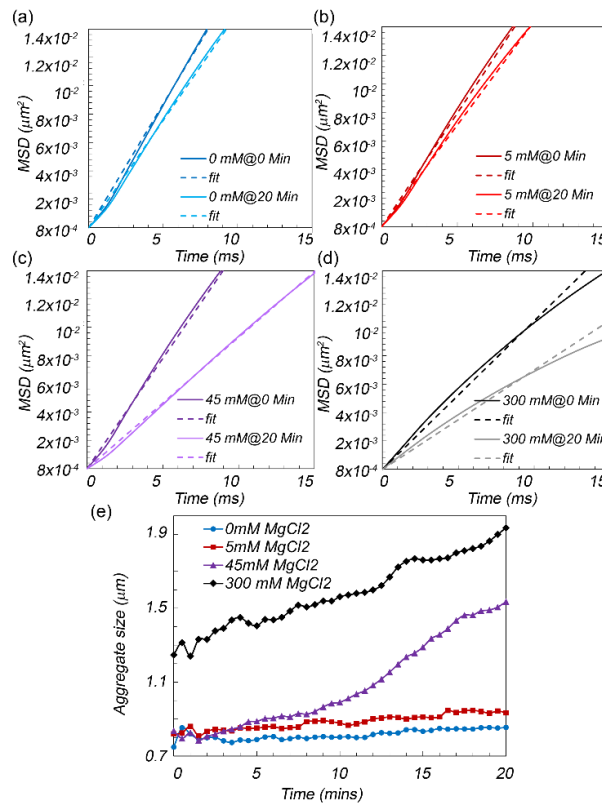 (a)
1.4x10⁻²
1.2x10⁻²
10⁻²
8x10⁻³
6x10⁻³
4x10⁻³
2x10⁻³
8x10⁻⁴
MSD (μm²)
0 mM@0 Min
fit
0 mM@20 Min
fit
0 5 10 15
Time (ms)
(b)
1.4x10⁻²
1.2x10⁻²
10⁻²
8x10⁻³
6x10⁻³
4x10⁻³
2x10⁻³
8x10⁻⁴
MSD (μm²)
5 mM@0 Min
fit
5 mM@20 Min
fit
0 5 10 15
Time (ms)
(c)
1.4x10⁻²
1.2x10⁻²
10⁻²
8x10⁻³
6x10⁻³
4x10⁻³
2x10⁻³
8x10⁻⁴
MSD (μm²)
45 mM@0 Min
fit
45 mM@20 Min
fit
0 5 10 15
Time (ms)
(d)
1.4x10⁻²
1.2x10⁻²
10⁻²
8x10⁻³
6x10⁻³
4x10⁻³
2x10⁻³
8x10⁻⁴
MSD (μm²)
300 mM@0 Min
fit
300 mM@20 Min
fit
0 5 10 15
Time (ms)
(e)
1.9
1.5
1.1
0.7
Aggregate size (μm)
0mM MgCl2
5mM MgCl2
45mM MgCl2
300 mM MgCl2
0 5 10 15 20
Time (mins)